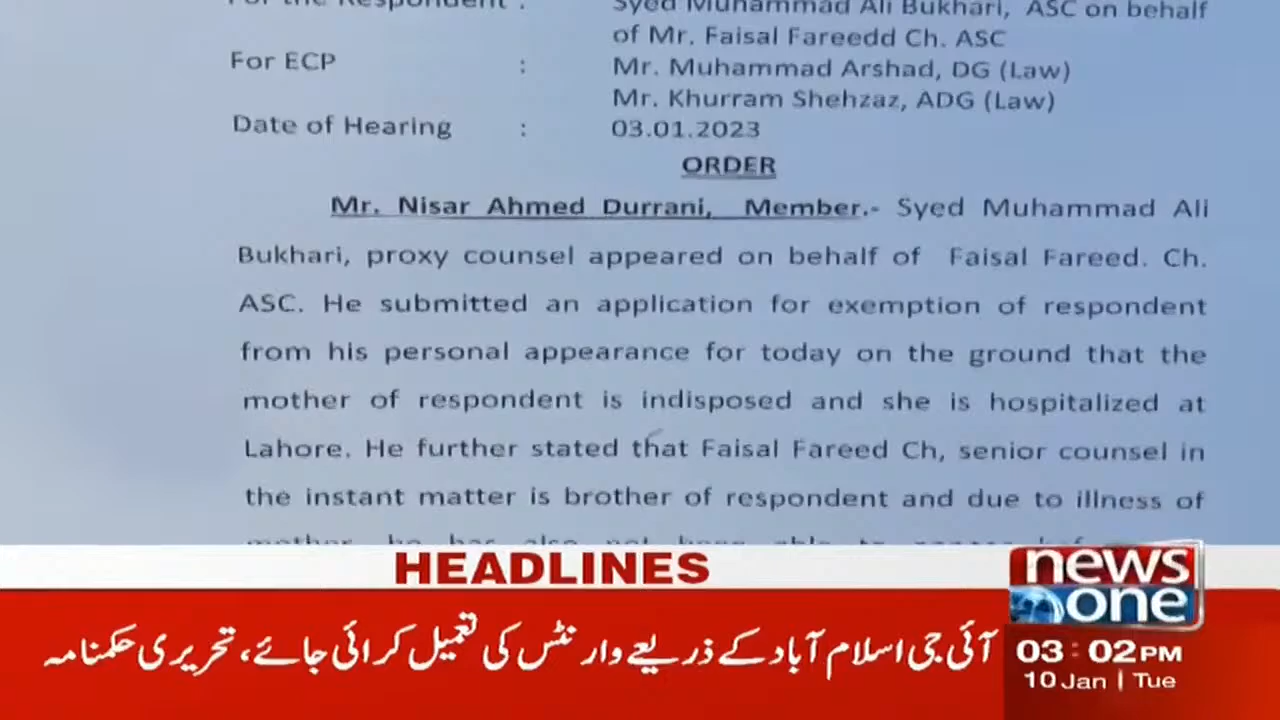 For the Respondent :
Syed Muhammad Ali Bukhari, ASC on behalf
of Mr. Faisal Fareedd Ch. ASC
For ECP : Mr. Muhammad Arshad, DG (Law)
Mr. Khurram Shehzaz, ADG (Law)
Date of Hearing : 03.01.2023
ORDER
Mr. Nisar Ahmed Durrani, Member.- Syed Muhammad Ali
Bukhari, proxy counsel appeared on behalf of Faisal Fareed. Ch.
ASC. He submitted an application for exemption of respondent
from his personal appearance for today on the ground that the
mother of respondent is indisposed and she is hospitalized at
Lahore. He further stated that Faisal Fareed Ch, senior counsel in
the instant matter is brother of respondent and due to illness of
HEADLINES
news
one
آئی جی اسلام آباد کے ذریعے وارنٹس کی تعمیل کرائی جائے، تحریری حکمنامہ
03:02PM
10 Jan | Tue